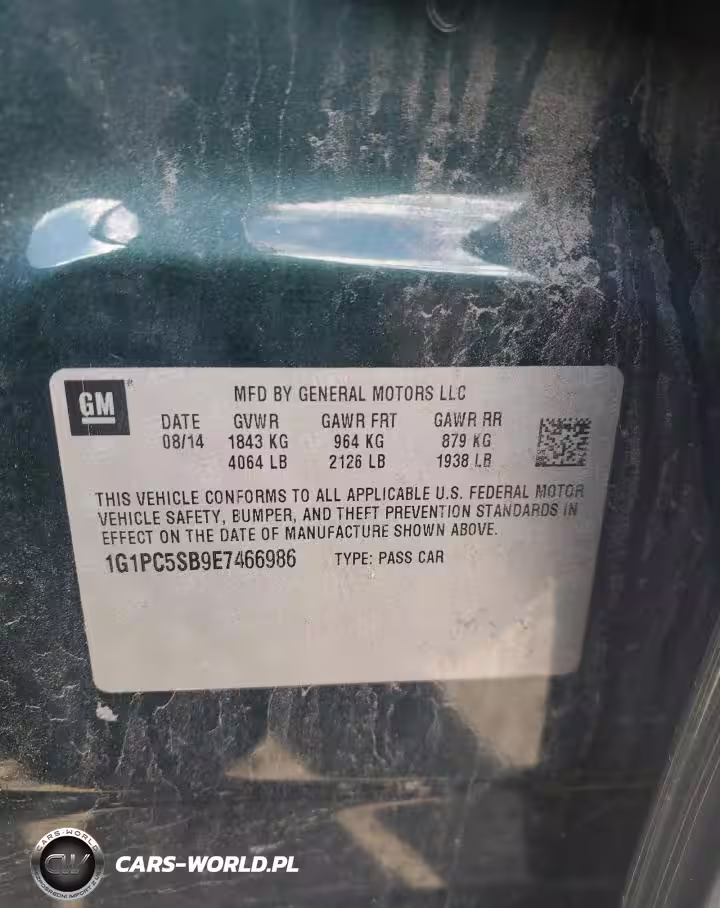 GM®
MFD BY GENERAL MOTORS LLC
DATE GVWR GAWR FRT GAWR RR
08/14 1843 KG 964 KG 879 KG
4064 LB 2126 LB 1938 LB
THIS VEHICLE CONFORMS TO ALL APPLICABLE U.S. FEDERAL MOTOR
VEHICLE SAFETY, BUMPER, AND THEFT PREVENTION STANDARDS IN
EFFECT ON THE DATE OF MANUFACTURE SHOWN ABOVE.
1G1PC5SB9E7466986 TYPE: PASS CAR
CARS-WORLD
CW
CARS-WORLD.PL